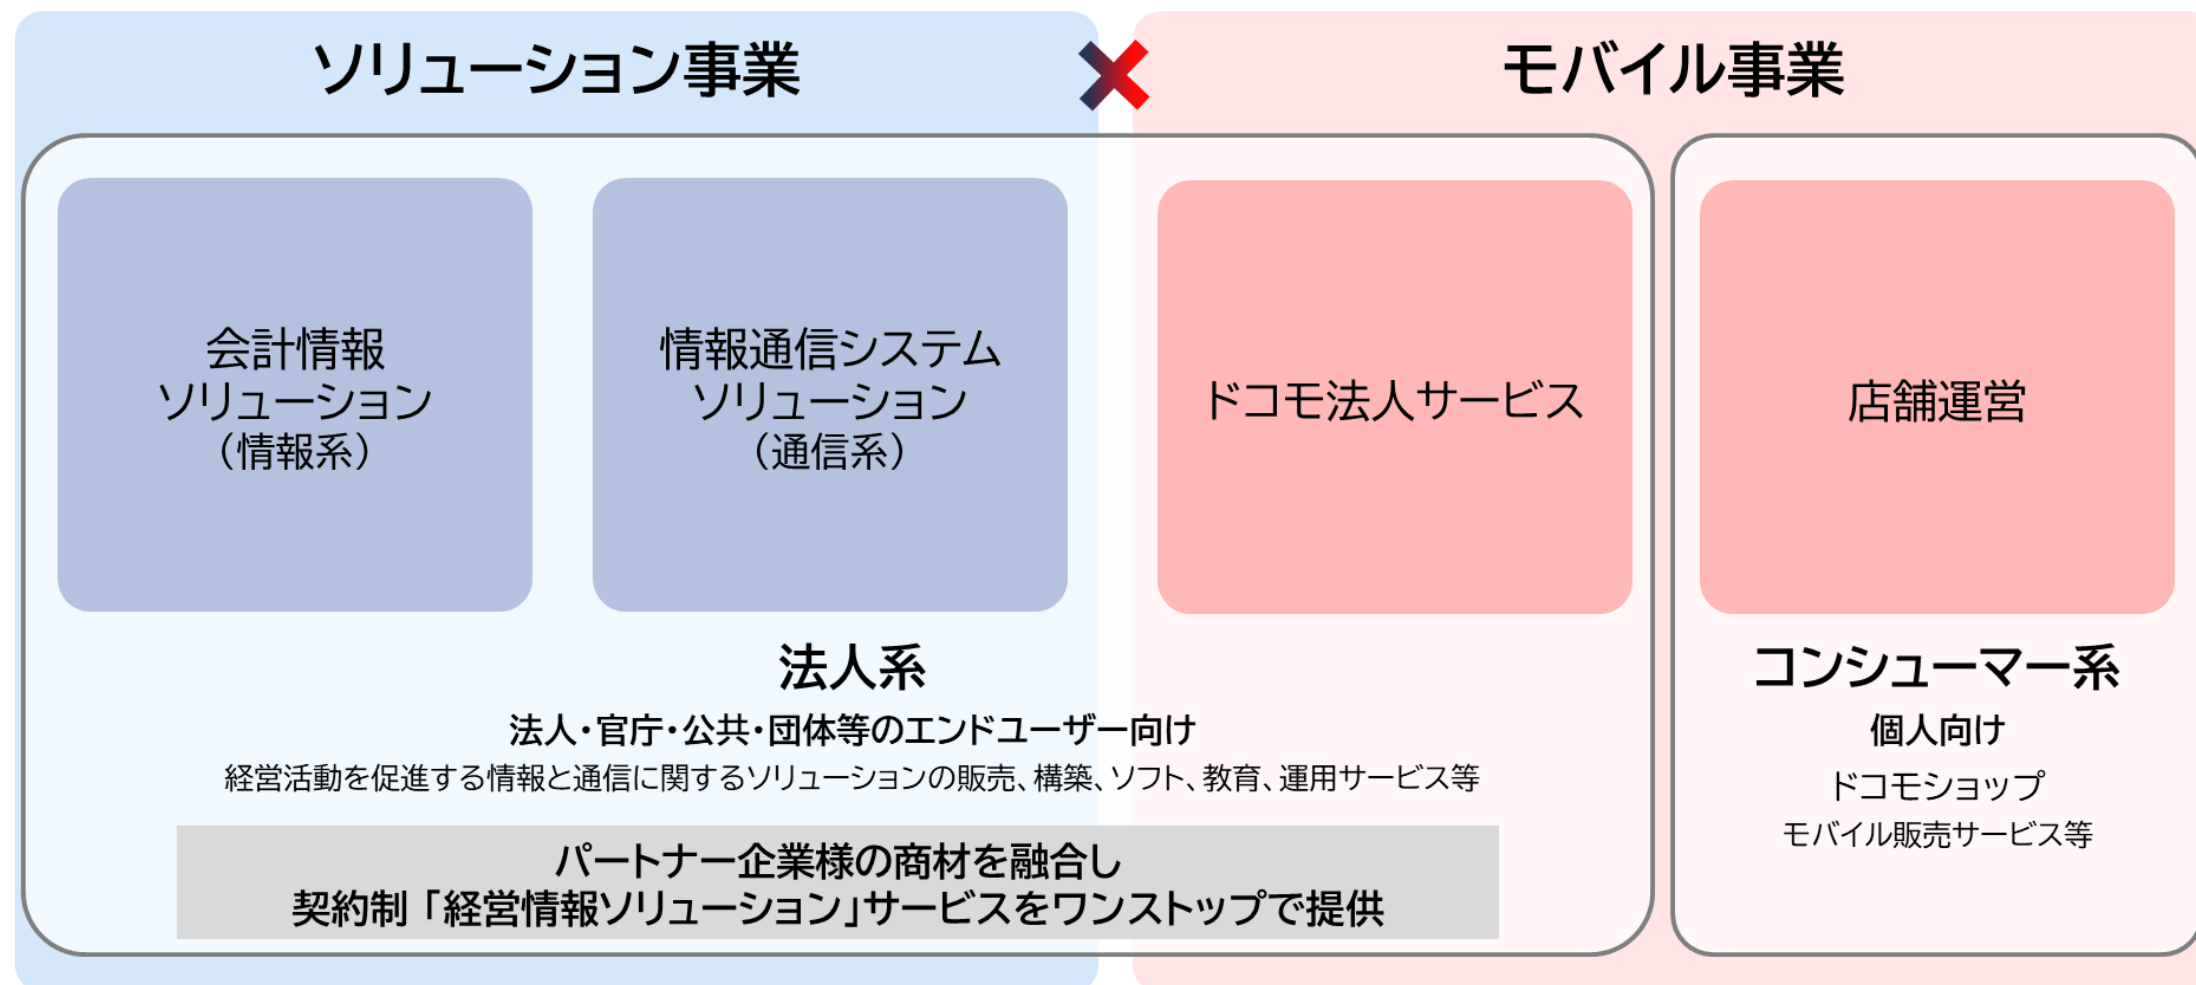 ソリューション事業
モバイル事業
会計情報
ソリューション
（情報系）
情報通信システム
ソリューション
（通信系）
ドコモ法人サービス
店舗運営
法人系
法人・官庁・公共・団体等のエンドユーザー向け
経営活動を促進する情報と通信に関するソリューションの販売、構築、ソフト、教育、運用サービス等
パートナー企業様の商材を融合し
契約制「経営情報ソリューション」サービスをワンストップで提供
コンシューマー系
個人向け
ドコモショップ
モバイル販売サービス等